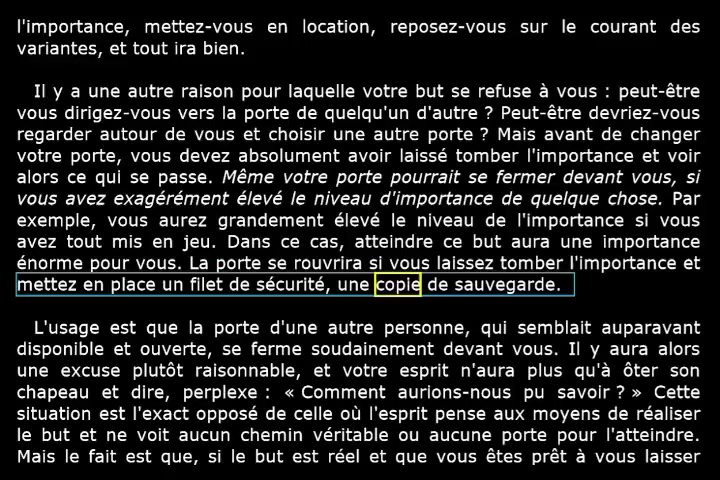 l'importance, mettez-vous en location, reposez-vous sur le courant des
variantes, et tout ira bien.
Il y a une autre raison pour laquelle votre but se refuse à vous : peut-être
vous dirigez-vous vers la porte de quelqu'un d'autre ? Peut-être devriez-vous
regarder autour de vous et choisir une autre porte ? Mais avant de changer
votre porte, vous devez absolument avoir laissé tomber l'importance et voir
alors ce qui se passe. Même votre porte pourrait se fermer devant vous, si
vous avez exagérément élevé le niveau d'importance de quelque chose. Par
exemple, vous aurez grandement élevé le niveau de l'importance si vous
avez tout mis en jeu. Dans ce cas, atteindre ce but aura une importance
énorme pour vous. La porte se rouvrira si vous laissez tomber l'importance et
mettez en place un filet de sécurité, une copie de sauvegarde.
L'usage est que la porte d'une autre personne, qui semblait auparavant
disponible et ouverte, se ferme soudainement devant vous. Il y aura alors
une excuse plutôt raisonnable, et votre esprit n'aura plus qu'à ôter son
chapeau et dire, perplexe : « Comment aurions-nous pu savoir ? » Cette
situation est l'exact opposé de celle où l'esprit pense aux moyens de réaliser
le but et ne voit aucun chemin véritable ou aucune porte pour l'atteindre.
Mais le fait est que, si le but est réel et que vous êtes prêt à vous laisser